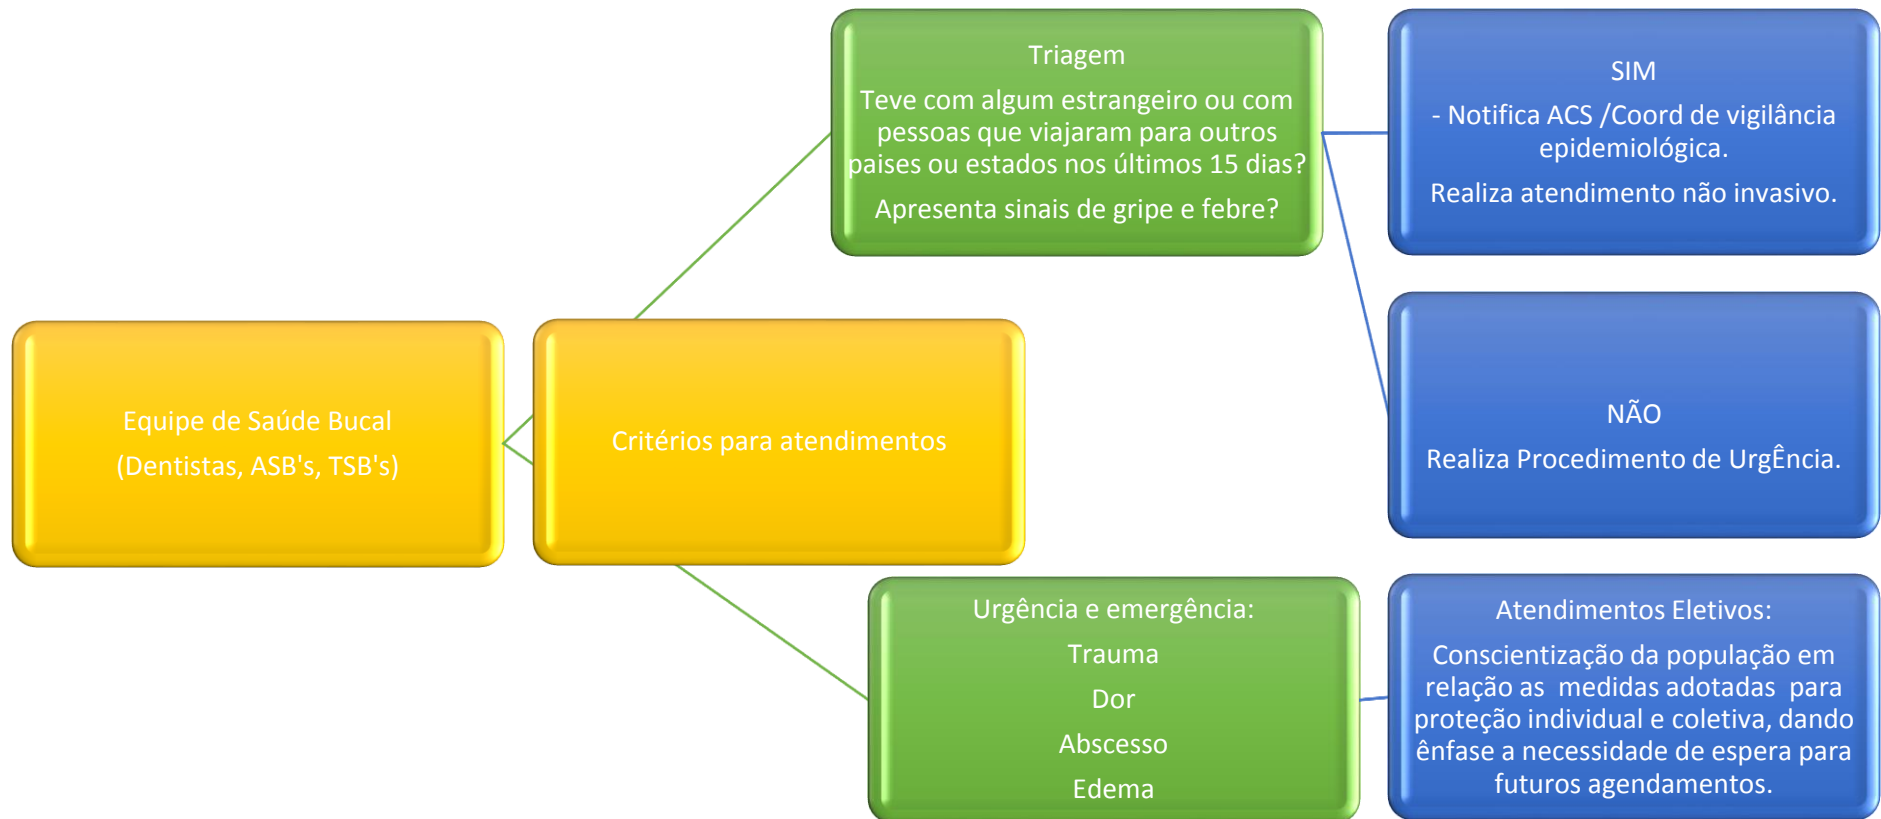 Equipe de Saúde Bucal
(Dentistas, ASB's, TSB's)
Critérios para atendimentos
Triagem
Teve com algum estrangeiro ou com
pessoas que viajaram para outros
paises ou estados nos últimos 15 dias?
Apresenta sinais de gripe e febre?
SIM
- Notifica ACS /Coord de vigilância
epidemiológica.
Realiza atendimento não invasivo.
NÃO
Realiza Procedimento de UrgÊncia.
Urgência e emergência:
Trauma
Dor
Abscesso
Edema
Atendimentos Eletivos:
Conscientização da população em
relação as  medidas adotadas  para
proteção individual e coletiva, dando
ênfase a necessidade de espera para
futuros agendamentos.